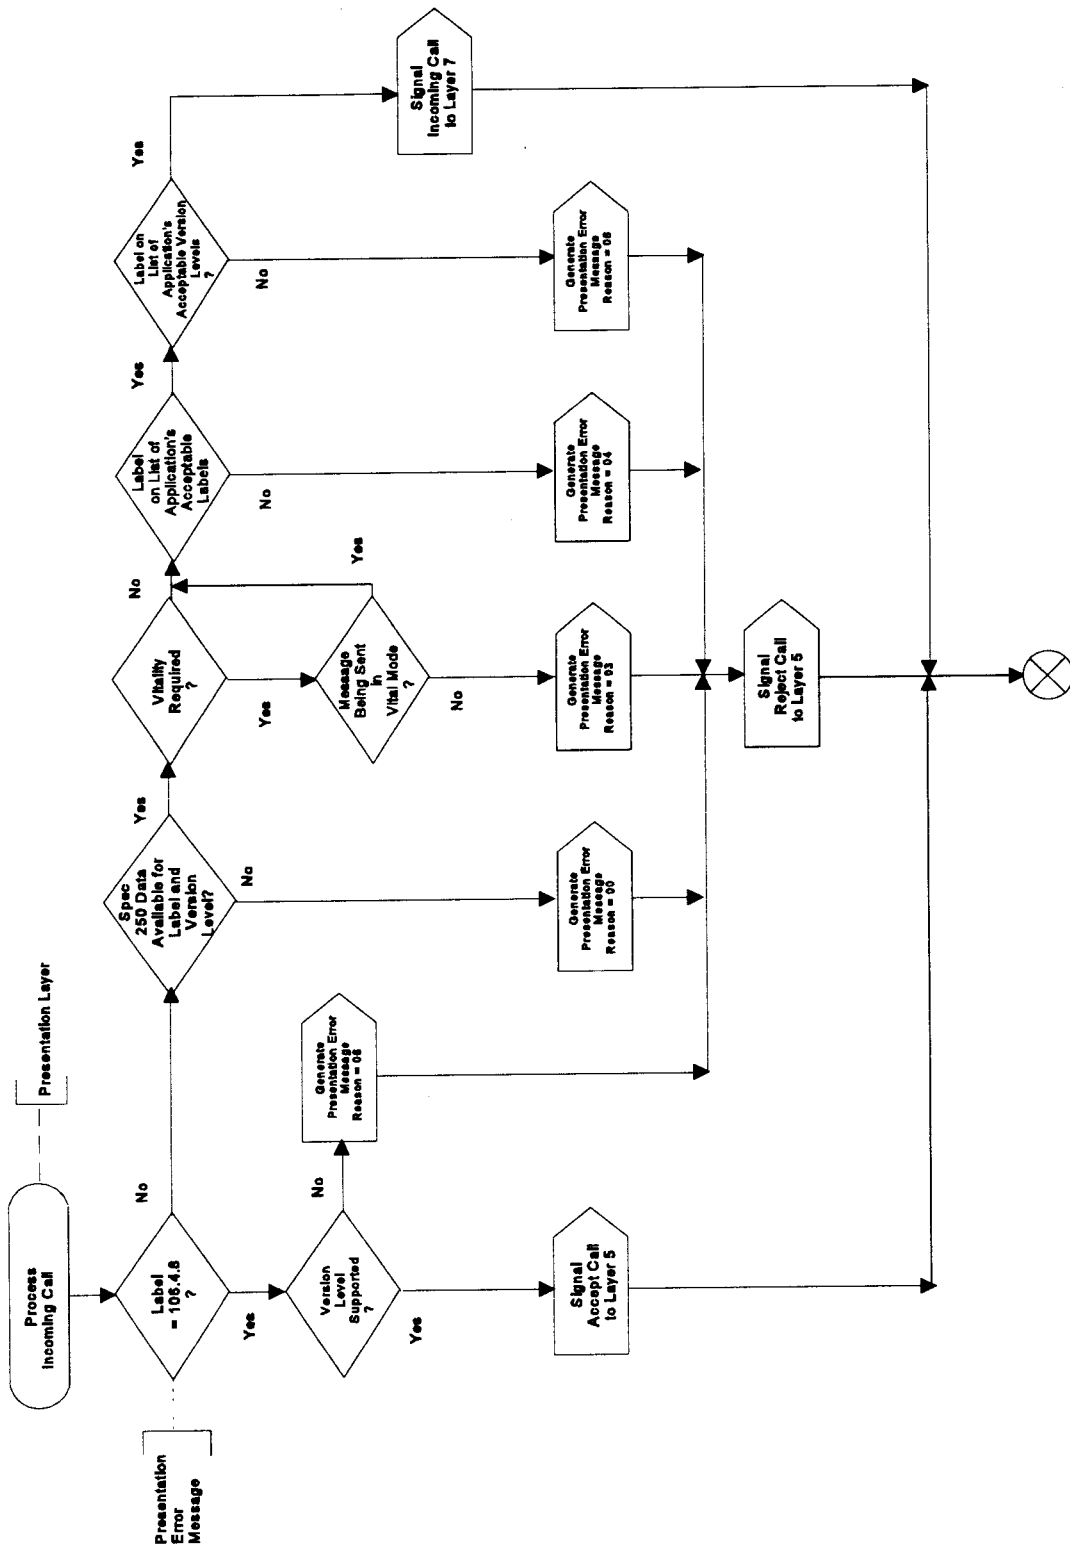 Process
Incoming Call
Presentation Layer
Presentation
Error
Message
Label
=
?
No
Yes
Spec
250 Data
Available for
Label and
Version
Level?
Yes
No
Vitality
Required
?
No
Yes
Label
on List of
Application's
Acceptable
Labels
Yes
No
Label on
List of
Application's
Acceptable Version
Levels
?
Yes
No
Version
Level
Supported
?
No
Yes
Generate
Presentation Error
Message
Reason =
Message
Being Sent
in
Vital Mode
?
Yes
No
Signal
Incoming Call
to Layer 7
Signal
Accept Call
to Layer 5
Generate
Presentation Error
Message
Reason = 00
Generate
Presentation Error
Message
Reason = 03
Generate
Presentation Error
Message
Reason = 04
Generate
Presentation Error
Message
Reason =
Signal
Reject Call
to Layer 5